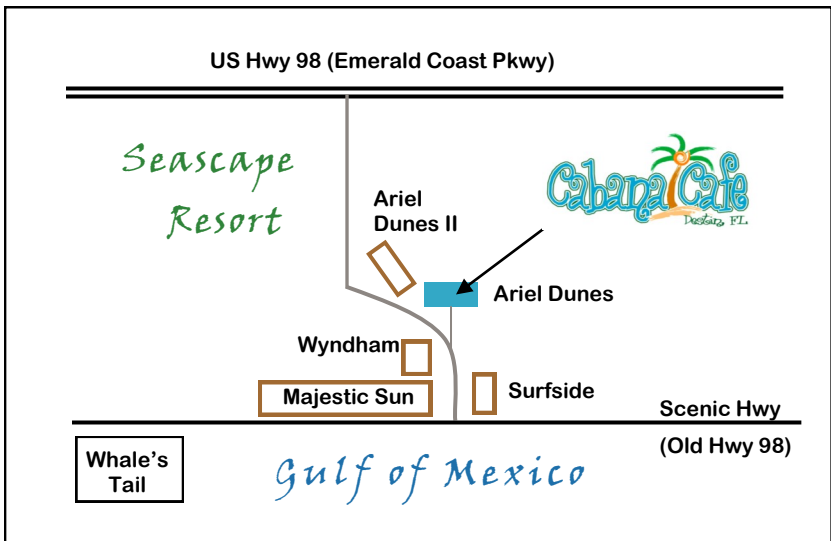 US Hwy 98 (Emerald Coast Pkwy)
Seascape
Resort
Cabana Cafe
Destin, FL
Ariel
Dunes II
Ariel Dunes
Wyndham
Majestic Sun
Surfside
Scenic Hwy
(Old Hwy 98)
Whale's
Tail
Gulf of Mexico